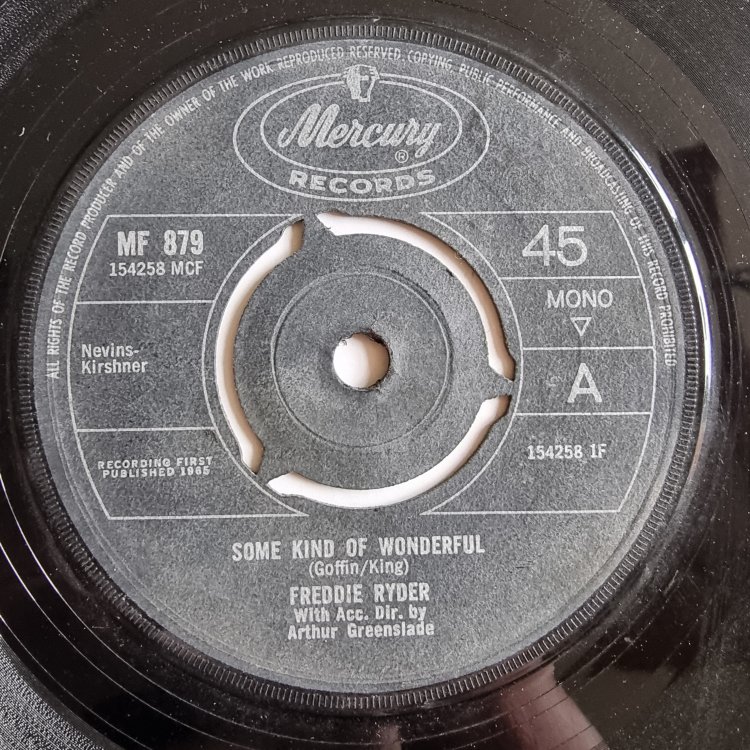 ALL RIGHTS OF THE RECORD PRODUCER AND OF THE OWNER OF THE WORK REPRODUCED RESERVED. COPYING, PUBLIC PERFORMANCE AND BROADCASTING OF THIS RECORD PROHIBITED
Mercury®
RECORDS
MF 879
154258 MCF
45
MONO
Nevins-
Kirshner
A
RECORDING FIRST
PUBLISHED 1965
154258 1F
SOME KIND OF WONDERFUL
(Goffin/King)
FREDDIE RYDER
With Acc. Dir. by
Arthur Greenslade